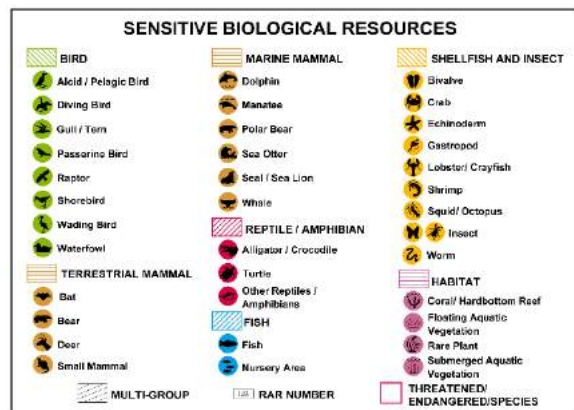 SENSITIVE BIOLOGICAL RESOURCES
BIRD
Alcid / Pelagic Bird
Diving Bird
Gull / Tern
Passerine Bird
Raptor
Shorebird
Wading Bird
Waterfowl
TERRESTRIAL MAMMAL
Bat
Bear
Deer
Small Mammal
MARINE MAMMAL
Dolphin
Manatee
Polar Bear
Sea Otter
Seal / Sea Lion
Whale
REPTILE / AMPHIBIAN
Alligator / Crocodile
Turtle
Other Reptiles /
Amphibians
FISH
Fish
Nursery Area
SHELLFISH AND INSECT
Bivalve
Crab
Echinoderm
Gastropod
Lobster/ Crayfish
Shrimp
Squid/ Octopus
Insect
Worm
HABITAT
Coral/ Hardbottom Reef
Floating Aquatic
Vegetation
Rare Plant
Submerged Aquatic
Vegetation
MULTI-GROUP
RAR NUMBER
THREATENED/
ENDANGERED/SPECIES